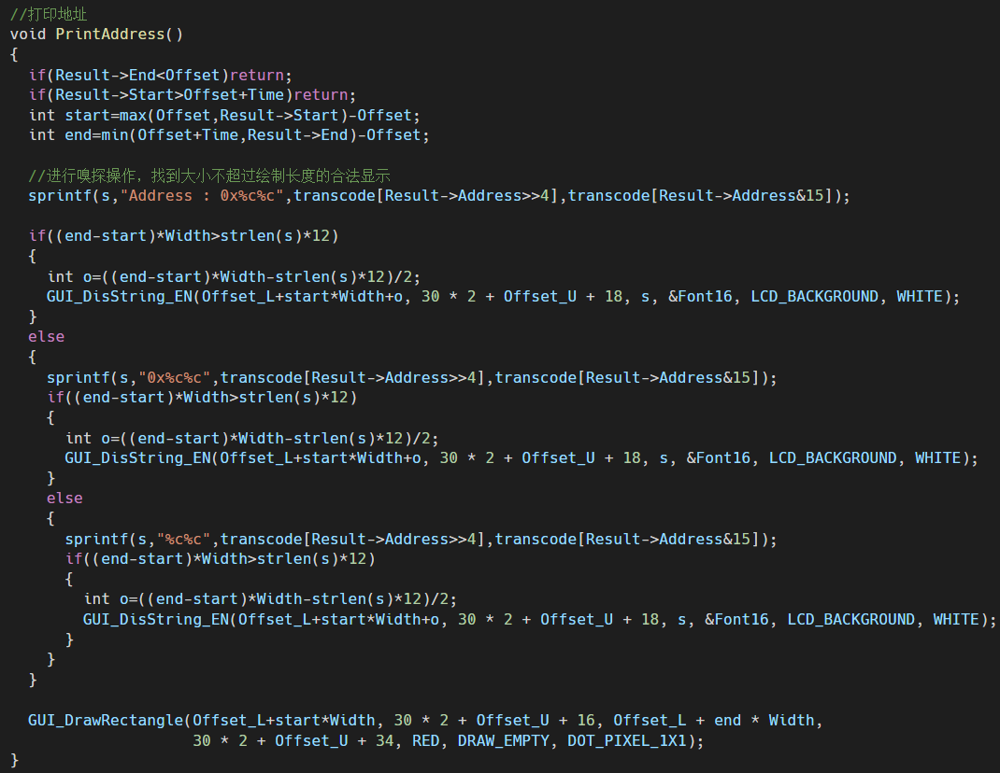 //打印地址
void PrintAddress()
{
  if(Result->End<Offset)return;
  if(Result->Start>Offset+Time)return;
  int start=max(Offset,Result->Start)-Offset;
  int end=min(Offset+Time,Result->End)-Offset;

  //进行嗅探操作，找到大小不超过绘制长度的合法显示
  sprintf(s,"Address : 0x%c%c",transcode[Result->Address>>4],transcode[Result->Address&15]);

  if((end-start)*Width>strlen(s)*12)
  {
    int o=((end-start)*Width-strlen(s)*12)/2;
    GUI_DisString_EN(Offset_L+start*Width+o, 30 * 2 + Offset_U + 18, s, &Font16, LCD_BACKGROUND, WHITE);
  }
  else
  {
    sprintf(s,"0x%c%c",transcode[Result->Address>>4],transcode[Result->Address&15]);
    if((end-start)*Width>strlen(s)*12)
    {
      int o=((end-start)*Width-strlen(s)*12)/2;
      GUI_DisString_EN(Offset_L+start*Width+o, 30 * 2 + Offset_U + 18, s, &Font16, LCD_BACKGROUND, WHITE);
    }
    else
    {
      sprintf(s,"%c%c",transcode[Result->Address>>4],transcode[Result->Address&15]);
      if((end-start)*Width>strlen(s)*12)
      {
        int o=((end-start)*Width-strlen(s)*12)/2;
        GUI_DisString_EN(Offset_L+start*Width+o, 30 * 2 + Offset_U + 18, s, &Font16, LCD_BACKGROUND, WHITE);
      }
    }
  }

  GUI_DrawRectangle(Offset_L+start*Width, 30 * 2 + Offset_U + 16, Offset_L + end * Width,
                    30 * 2 + Offset_U + 34, RED, DRAW_EMPTY, DOT_PIXEL_1X1);
}